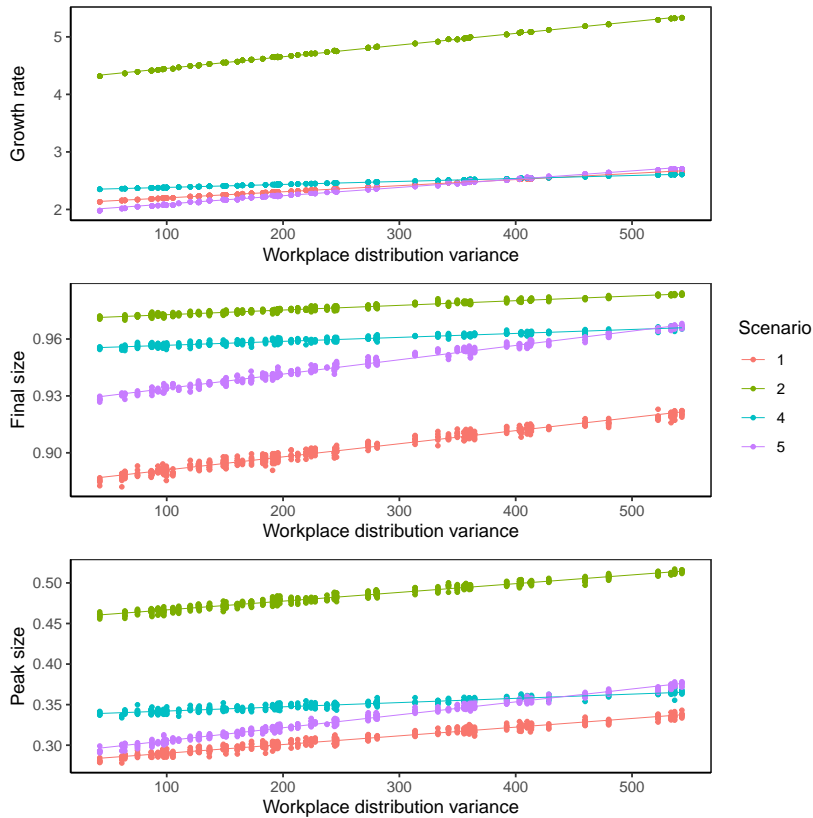 Growth rate
5
4
3
2
100 200 300 400 500
Workplace distribution variance
Final size
0.96
0.93
0.90
100 200 300 400 500
Workplace distribution variance
Scenario
1
2
4
5
Peak size
0.50
0.45
0.40
0.35
0.30
100 200 300 400 500
Workplace distribution variance